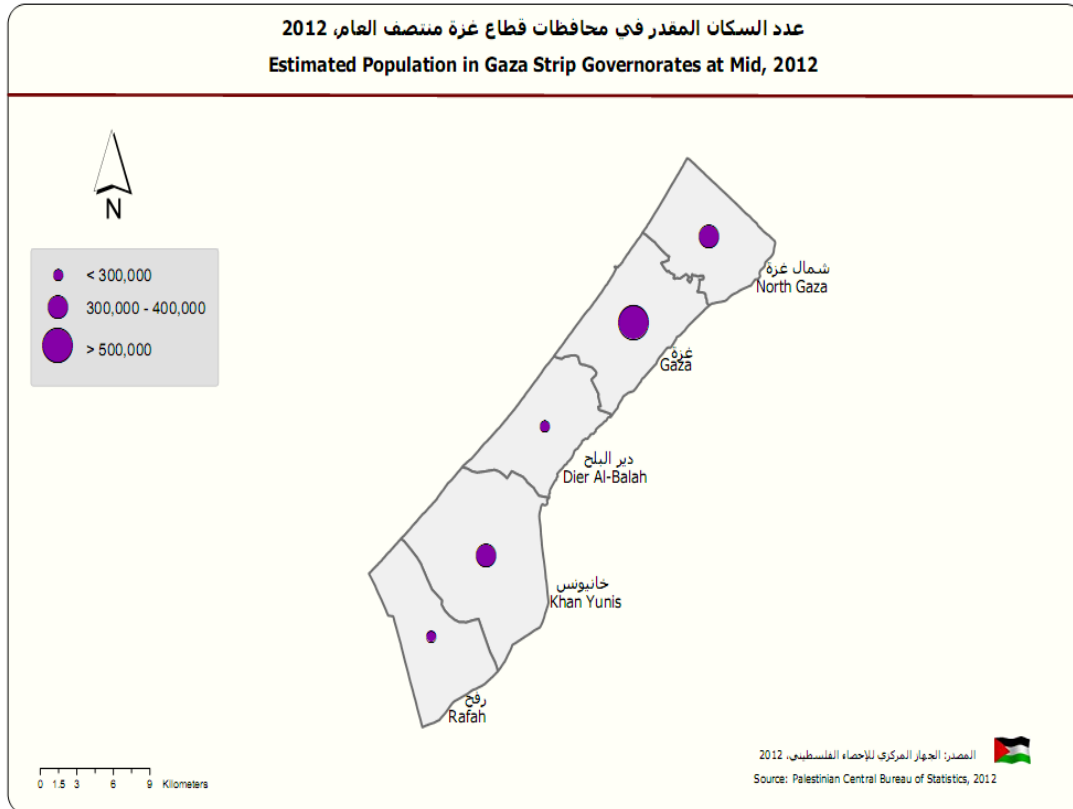 عدد السكان المقدر في محافظات قطاع غزة منتصف العام، 2012
Estimated Population in Gaza Strip Governorates at Mid, 2012
N
< 300,000
300,000 - 400,000
> 500,000
شمال غزة
North Gaza
غزة
Gaza
دير البلح
Dier Al-Balah
خانيونس
Khan Yunis
رفح
Rafah
المصدر: الجهاز المركزي للإحصاء الفلسطيني، 2012
Source: Palestinian Central Bureau of Statistics, 2012
0 1.5 3 6 9 Kilometers